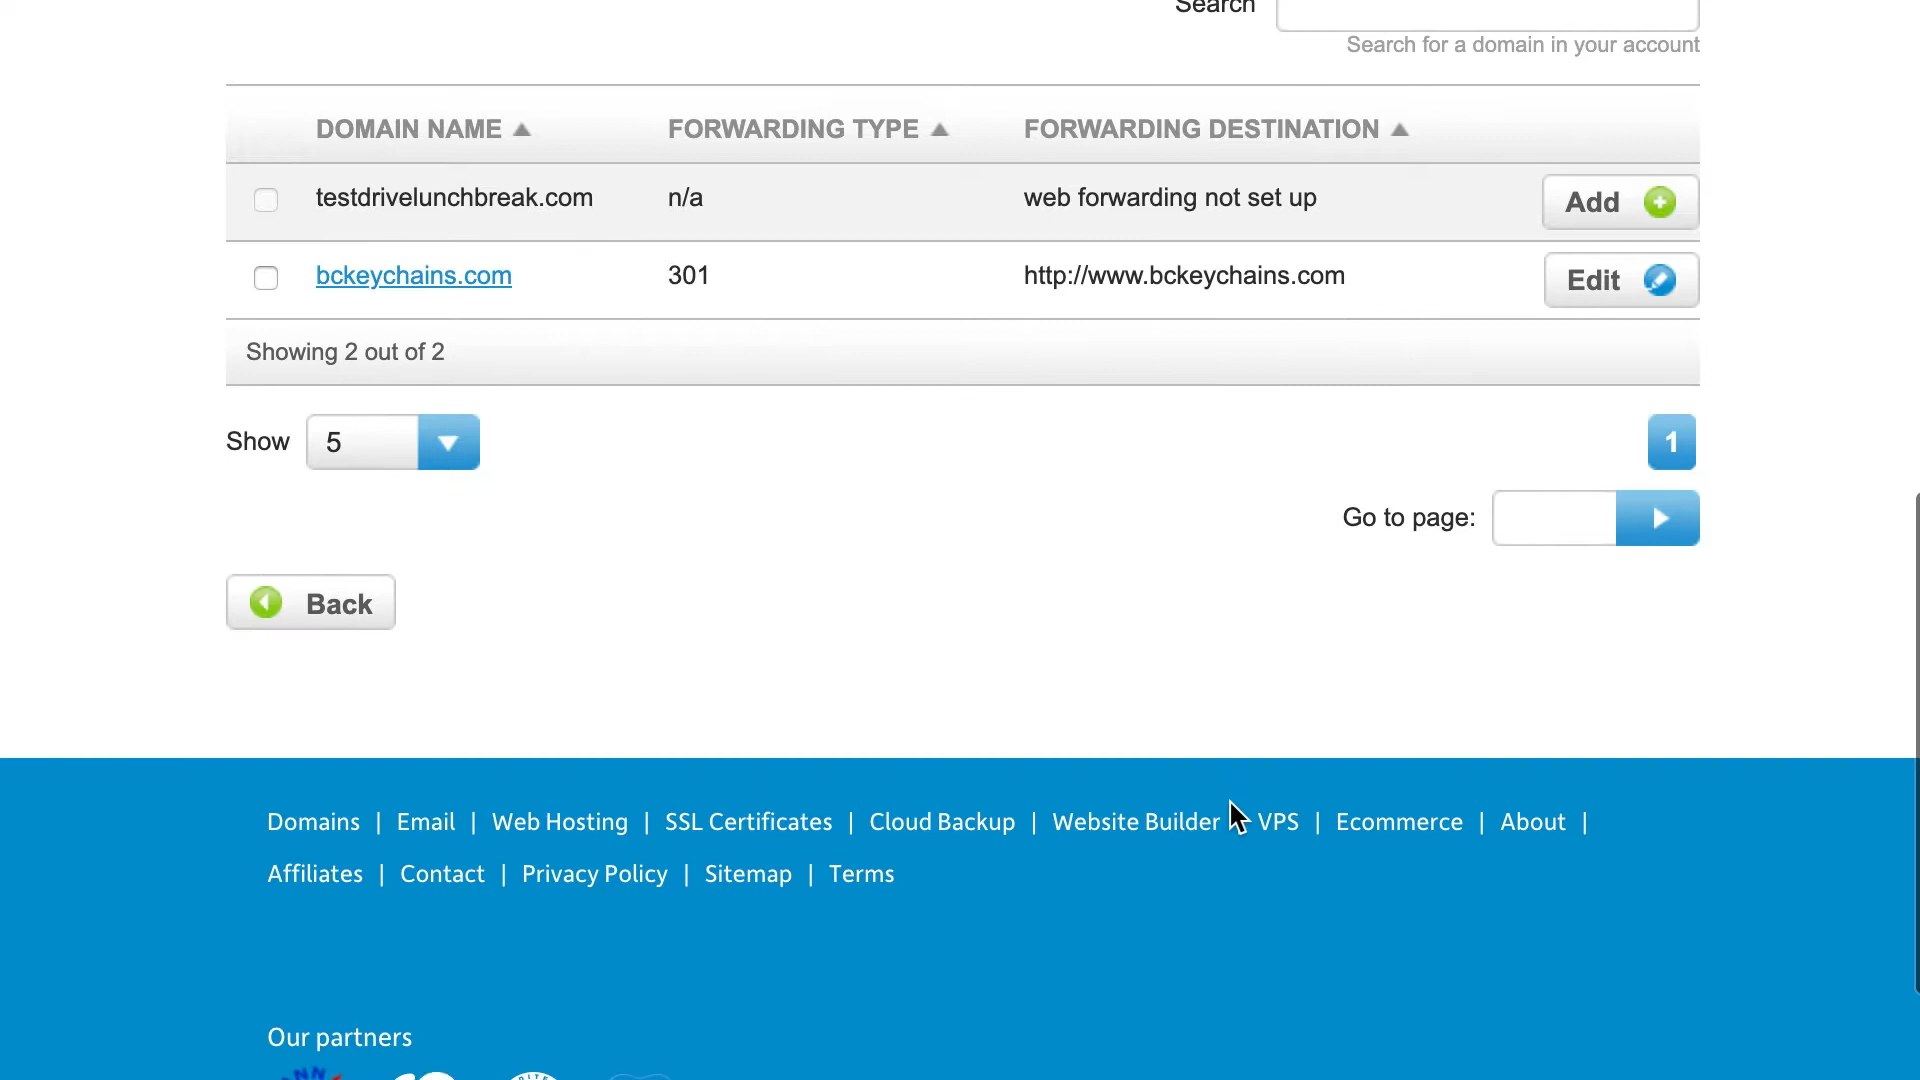 Search
Search for a domain in your account
DOMAIN NAME FORWARDING TYPE FORWARDING DESTINATION
testdrivelunchbreak.com n/a web forwarding not set up Add
bckeychains.com 301 http://www.bckeychains.com Edit
Showing 2 out of 2
Show 5 1
Go to page:
Back
Domains | Email | Web Hosting | SSL Certificates | Cloud Backup | Website Builder VPS | Ecommerce | About |
Affiliates | Contact | Privacy Policy | Sitemap | Terms
Our partners